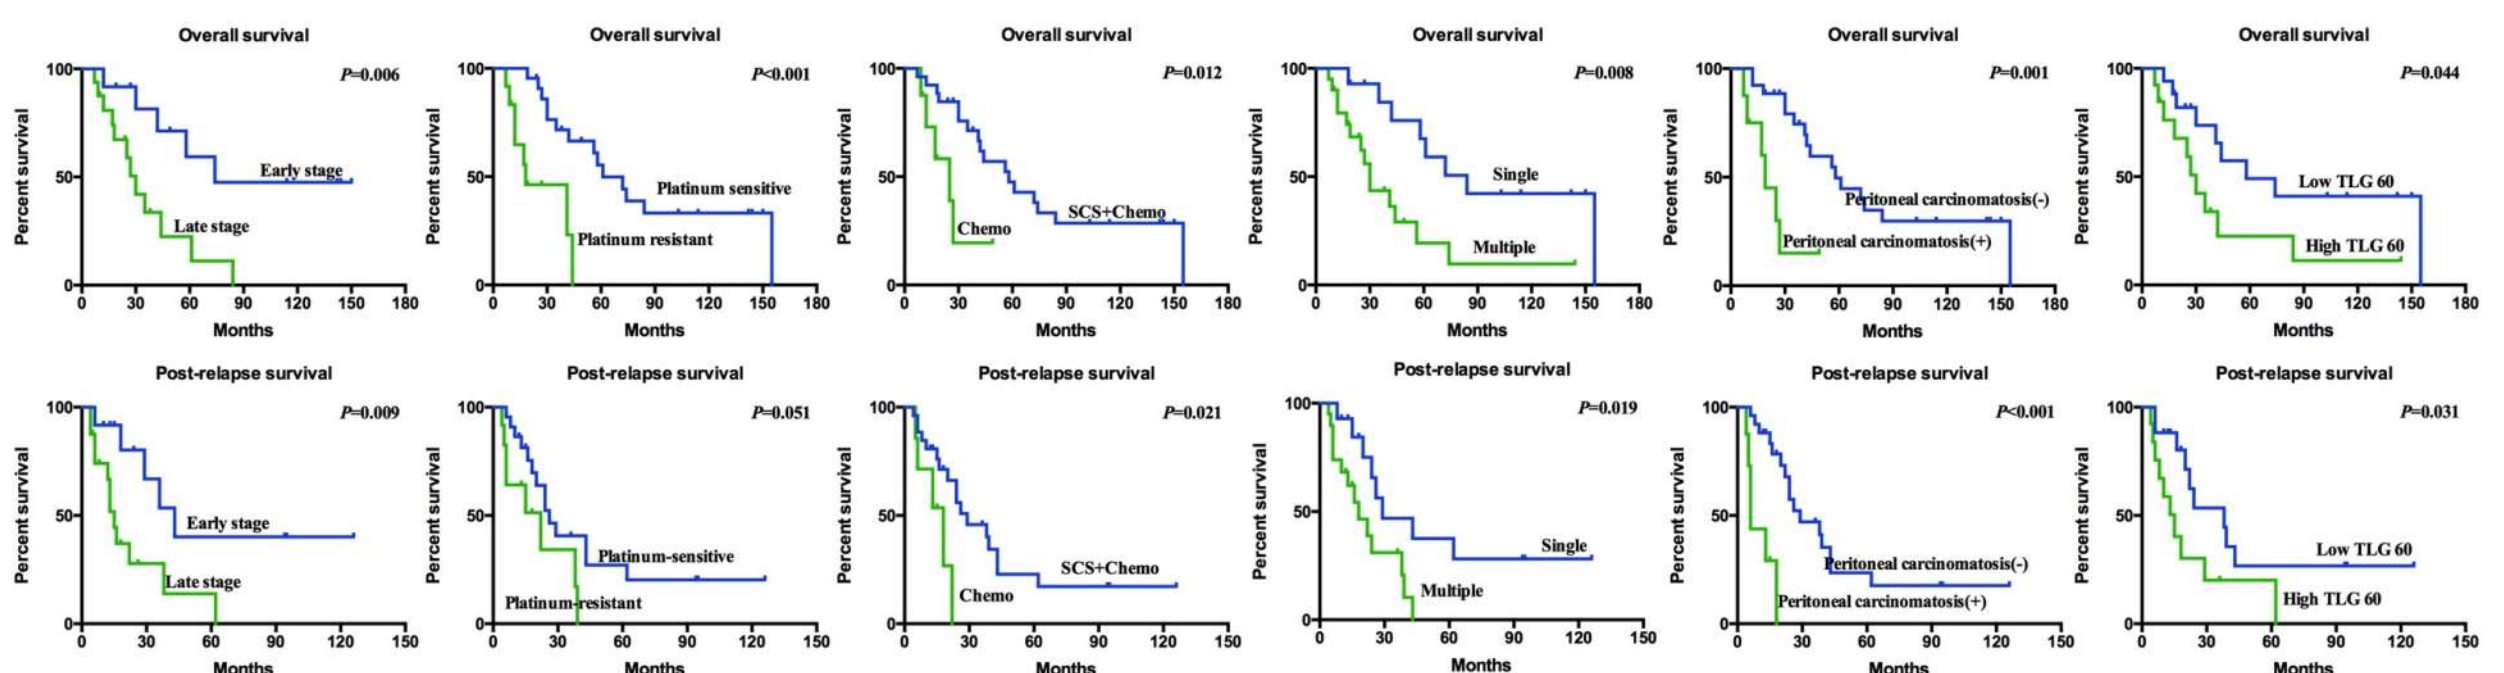 Overall survival
P=0.006
Percent survival
100
50
0
Early stage
Late stage
0 30 60 90 120 150 180
Months
Overall survival
P<0.001
Percent survival
100
50
0
Platinum sensitive
Platinum resistant
0 30 60 90 120 150 180
Months
Overall survival
P=0.012
Percent survival
100
50
0
SCS+Chemo
Chemo
0 30 60 90 120 150 180
Months
Overall survival
P=0.008
Percent survival
100
50
0
Single
Multiple
0 30 60 90 120 150 180
Months
Overall survival
P=0.001
Percent survival
100
50
0
Peritoneal carcinomatosis(-)
Peritoneal carcinomatosis(+)
0 30 60 90 120 150 180
Months
Overall survival
P=0.044
Percent survival
100
50
0
Low TLG 60
High TLG 60
0 30 60 90 120 150 180
Months
Post-relapse survival
P=0.009
Percent survival
100
50
0
Early stage
Late stage
0 30 60 90 120 150
Months
Post-relapse survival
P=0.051
Percent survival
100
50
0
Platinum-sensitive
Platinum-resistant
0 30 60 90 120 150
Months
Post-relapse survival
P=0.021
Percent survival
100
50
0
SCS+Chemo
Chemo
0 30 60 90 120 150
Months
Post-relapse survival
P=0.019
Percent survival
100
50
0
Single
Multiple
0 30 60 90 120 150
Months
Post-relapse survival
P<0.001
Percent survival
100
50
0
Peritoneal carcinomatosis(-)
Peritoneal carcinomatosis(+)
0 30 60 90 120 150
Months
Post-relapse survival
P=0.031
Percent survival
100
50
0
Low TLG 60
High TLG 60
0 30 60 90 120 150
Months